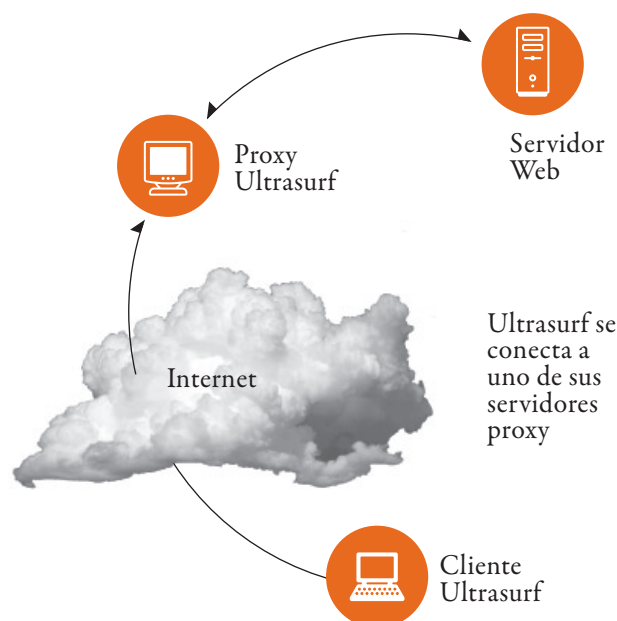 Servidor
Web
Proxy
Ultrasurf
Internet
Ultrasurf se
conecta a
uno de sus
servidores
proxy
Cliente
Ultrasurf